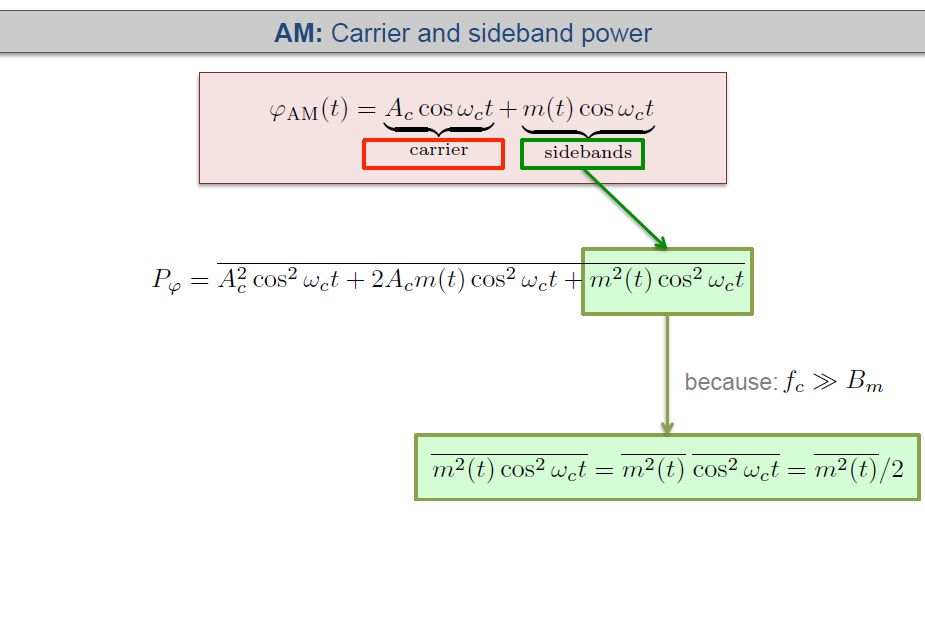 AM: Carrier and sideband power
φ_AM(t) = A_c cos ω_c t + m(t) cos ω_c t
carrier sidebands
P_φ = \overline{A_c^2 cos^2 ω_c t + 2A_c m(t) cos^2 ω_c t + m^2(t) cos^2 ω_c t}
because: f_c ≫ B_m
\overline{m^2(t) cos^2 ω_c t} = \overline{m^2(t)} \overline{cos^2 ω_c t} = \overline{m^2(t)}/2